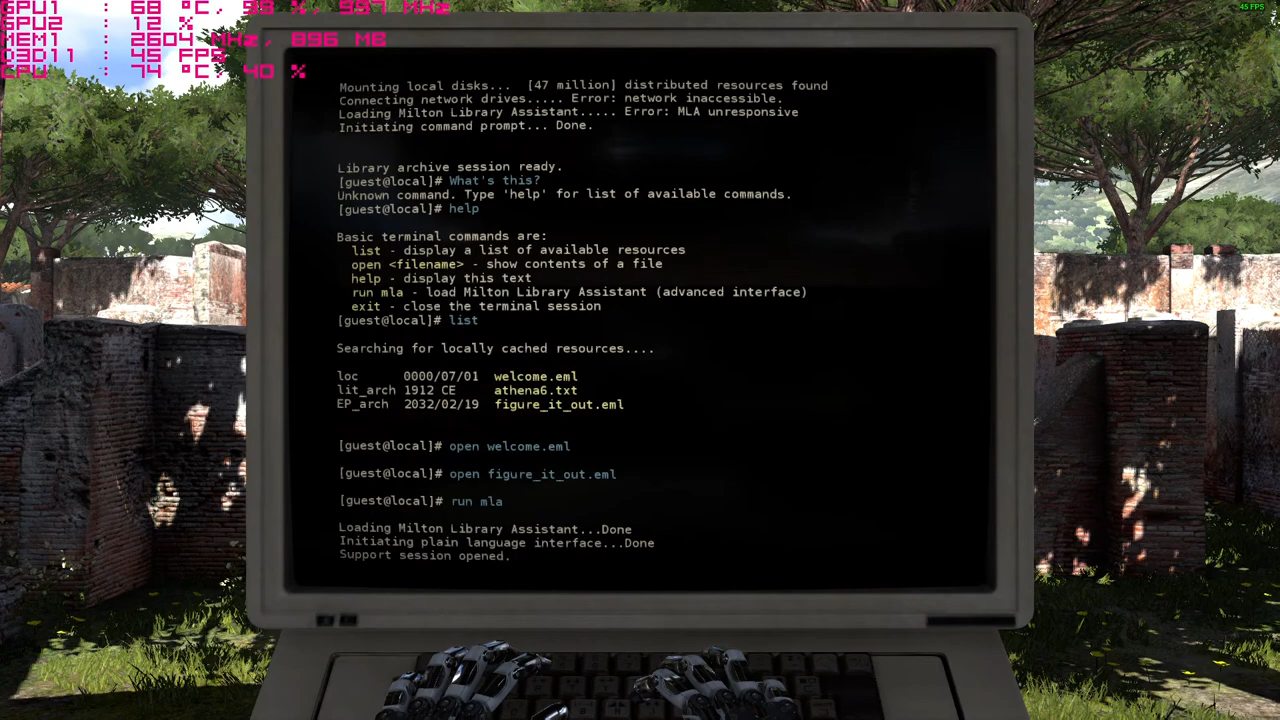 GPU1 : 68 ºC, 99 %, 997 KHz
GPU2 : 12 %
MEM1 : 2604 MHz, 896 MB
D3D11 : 45 FPS
CPU : 74 ºC, 40 %
45 FPS
Mounting local disks... [47 million] distributed resources found
Connecting network drives..... Error: network inaccessible.
Loading Milton Library Assistant..... Error: MLA unresponsive
Initiating command prompt... Done.
Library archive session ready.
[guest@local]# What's this?
Unknown command. Type 'help' for list of available commands.
[guest@local]# help
Basic terminal commands are:
list - display a list of available resources
open <filename> - show contents of a file
help - display this text
run mla - load Milton Library Assistant (advanced interface)
exit - close the terminal session
[guest@local]# list
Searching for locally cached resources....
loc 0000/07/01 welcome.eml
lit_arch 1912 CE athena6.txt
EP_arch 2032/02/19 figure_it_out.eml
[guest@local]# open welcome.eml
[guest@local]# open figure_it_out.eml
[guest@local]# run mla
Loading Milton Library Assistant...Done
Initiating plain language interface...Done
Support session opened.